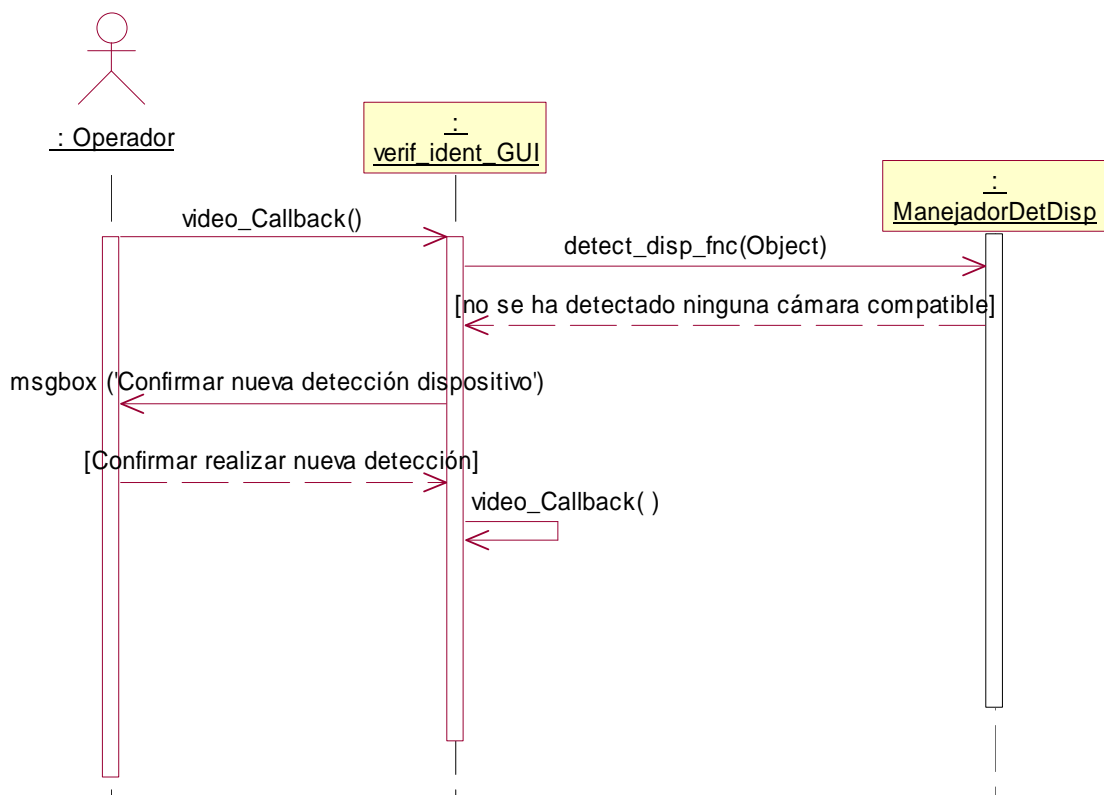 : Operador
:
verif_ident_GUI
:
ManejadorDetDisp
video_Callback()
detect_disp_fnc(Object)
[no se ha detectado ninguna cámara compatible]
msgbox ('Confirmar nueva detección dispositivo')
[Confirmar realizar nueva detección]
video_Callback( )